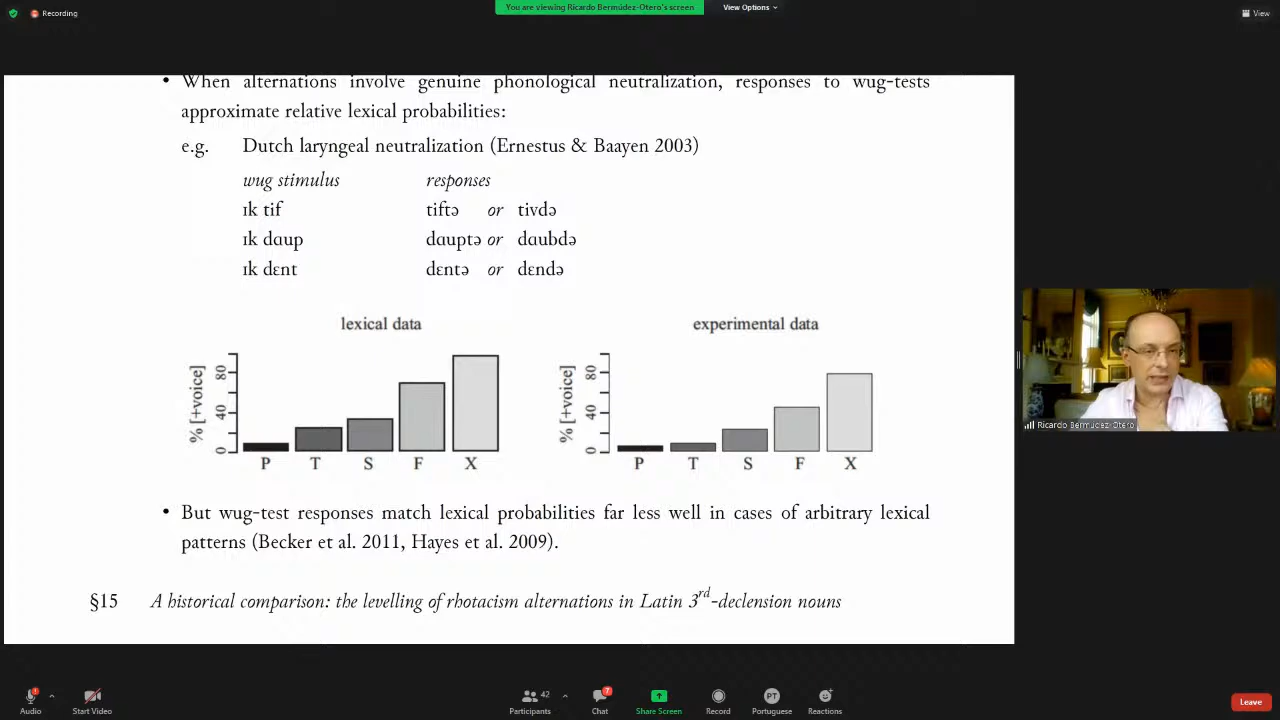 Recording
You are viewing Ricardo Bermúdez-Otero's screen
View Options
View
• When alternations involve genuine phonological neutralization, responses to wug-tests
approximate relative lexical probabilities:
e.g. Dutch laryngeal neutralization (Ernestus & Baayen 2003)
wug stimulus responses
ɪk tif tiftə or tivdə
ɪk dɑup dɑuptə or dɑubdə
ɪk dɛnt dɛntə or dɛndə
lexical data
experimental data
% [+voice]
0 40 80
P T S F X
% [+voice]
0 40 80
P T S F X
• But wug-test responses match lexical probabilities far less well in cases of arbitrary lexical
patterns (Becker et al. 2011, Hayes et al. 2009).
§15 A historical comparison: the levelling of rhotacism alternations in Latin 3rd-declension nouns
Ricardo Bermúdez-Otero
Audio
Start Video
42
Participants
7
Chat
Share Screen
Record
PT
Portuguese
Reactions
Leave